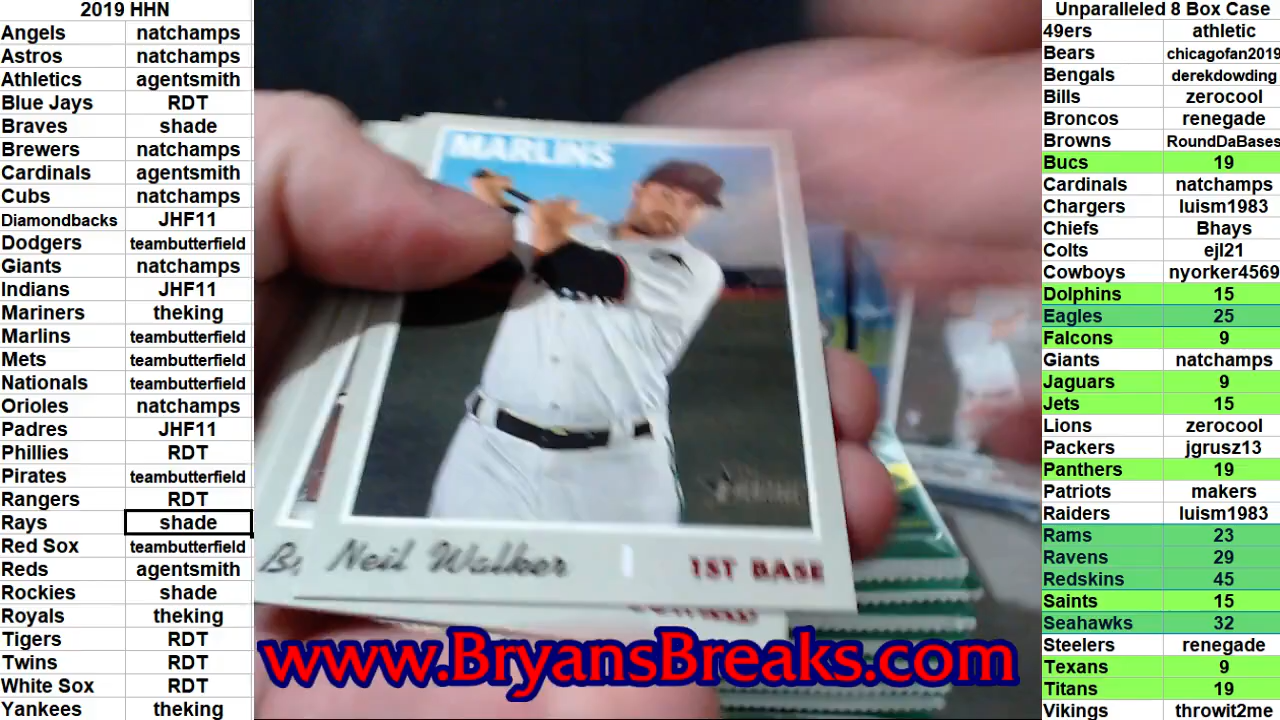 2019 HHN
Angels natchamps
Astros natchamps
Athletics agentsmith
Blue Jays RDT
Braves shade
Brewers natchamps
Cardinals agentsmith
Cubs natchamps
Diamondbacks JHF11
Dodgers teambutterfield
Giants natchamps
Indians JHF11
Mariners theking
Marlins teambutterfield
Mets teambutterfield
Nationals teambutterfield
Orioles natchamps
Padres JHF11
Phillies RDT
Pirates teambutterfield
Rangers RDT
Rays shade
Red Sox teambutterfield
Reds agentsmith
Rockies shade
Royals theking
Tigers RDT
Twins RDT
White Sox RDT
Yankees theking
MARLINS
Neil Walker 1ST BASE
www.BryansBreaks.com
Unparalleled 8 Box Case
49ers athletic
Bears chicagofan2019
Bengals derekdowding
Bills zerocool
Broncos renegade
Browns RoundDaBases
Bucs 19
Cardinals natchamps
Chargers luism1983
Chiefs Bhays
Colts ejl21
Cowboys nyorker4569
Dolphins 15
Eagles 25
Falcons 9
Giants natchamps
Jaguars 9
Jets 15
Lions zerocool
Packers jgrusz13
Panthers 19
Patriots makers
Raiders luism1983
Rams 23
Ravens 29
Redskins 45
Saints 15
Seahawks 32
Steelers renegade
Texans 9
Titans 19
Vikings throwit2me